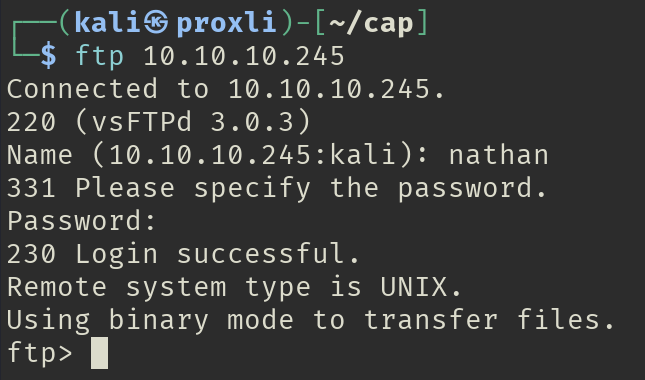 ┌──(kali㉿proxli)-[~/cap]
└─$ ftp 10.10.10.245
Connected to 10.10.10.245.
220 (vsFTPd 3.0.3)
Name (10.10.10.245:kali): nathan
331 Please specify the password.
Password:
230 Login successful.
Remote system type is UNIX.
Using binary mode to transfer files.
ftp>